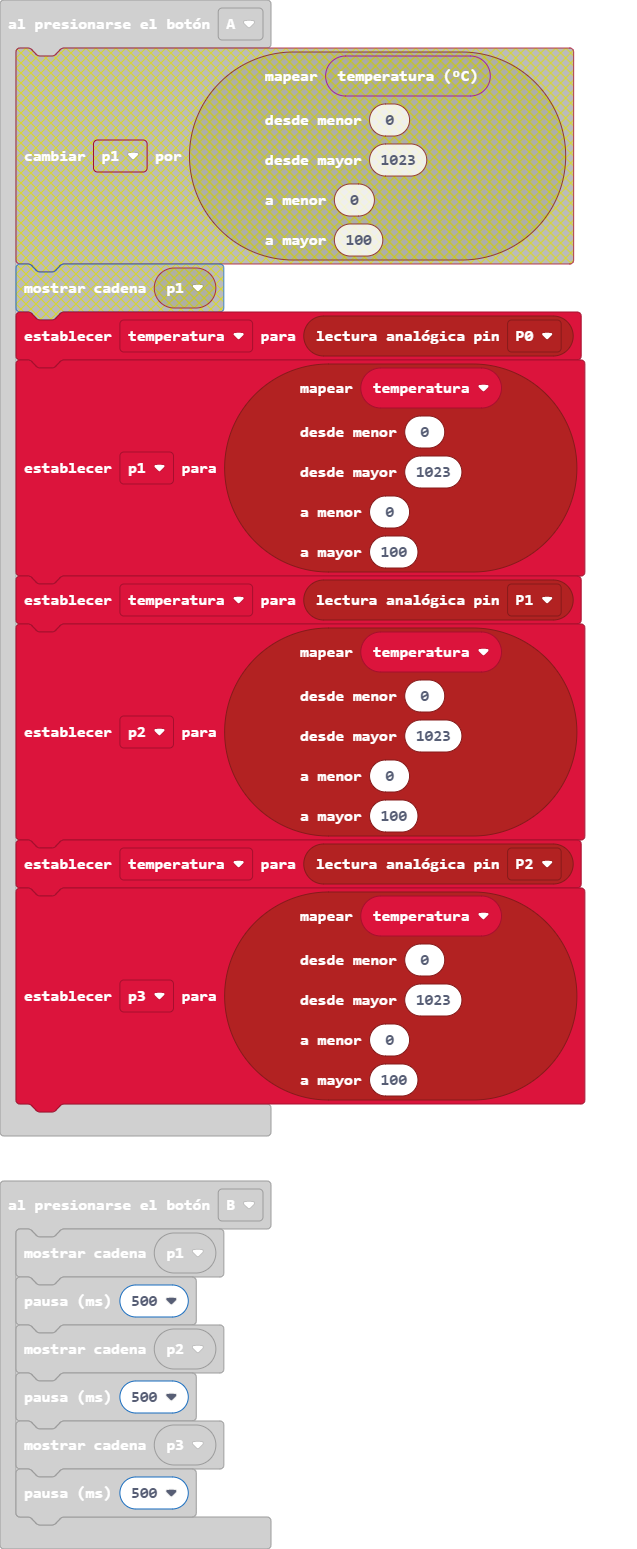 al presionarse el botón A
mapear temperatura (ºC)
desde menor 0
desde mayor 1023
cambiar p1 por
a menor 0
a mayor 100
mostrar cadena p1
establecer temperatura para lectura analógica pin P0
mapear temperatura
desde menor 0
establecer p1 para
desde mayor 1023
a menor 0
a mayor 100
establecer temperatura para lectura analógica pin P1
mapear temperatura
desde menor 0
establecer p2 para
desde mayor 1023
a menor 0
a mayor 100
establecer temperatura para lectura analógica pin P2
mapear temperatura
desde menor 0
establecer p3 para
desde mayor 1023
a menor 0
a mayor 100
al presionarse el botón B
mostrar cadena p1
pausa (ms) 500
mostrar cadena p2
pausa (ms) 500
mostrar cadena p3
pausa (ms) 500